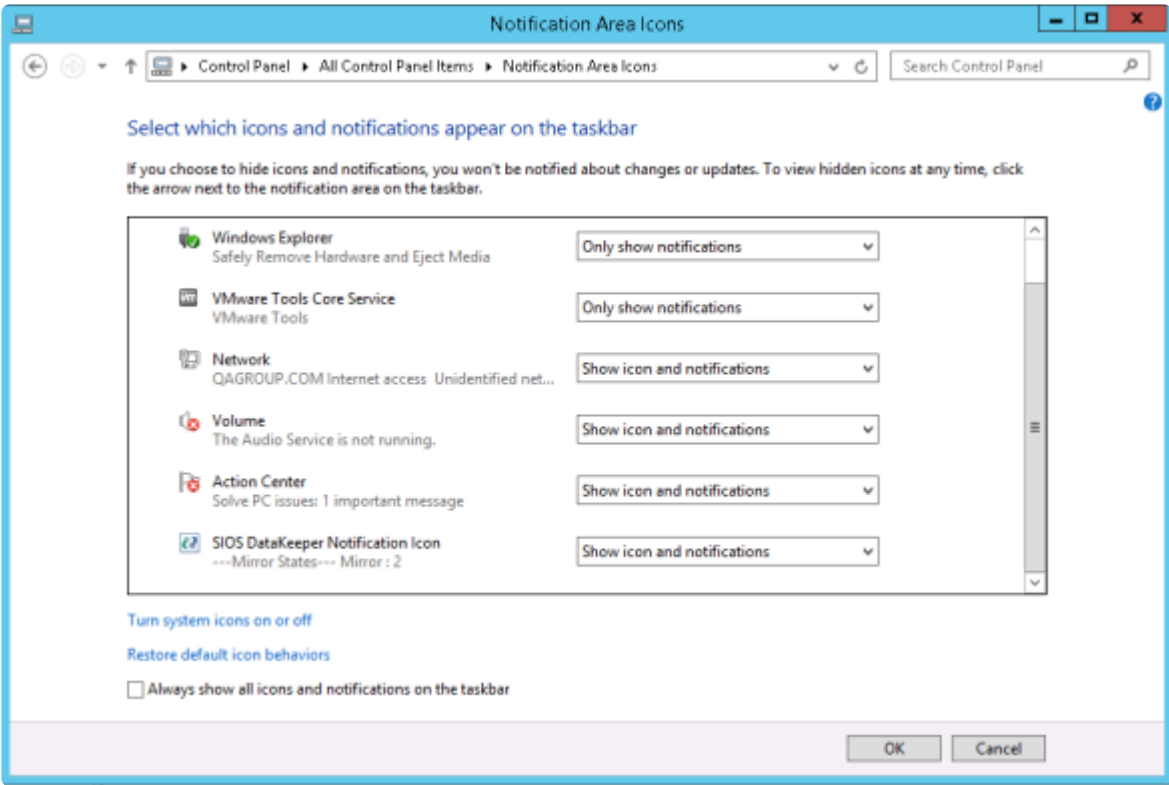 Notification Area Icons
Control Panel ▸ All Control Panel Items ▸ Notification Area Icons
Search Control Panel
Select which icons and notifications appear on the taskbar
If you choose to hide icons and notifications, you won't be notified about changes or updates. To view hidden icons at any time, click
the arrow next to the notification area on the taskbar.
Windows Explorer
Safely Remove Hardware and Eject Media
Only show notifications
VMware Tools Core Service
VMware Tools
Only show notifications
Network
QAGROUP.COM Internet access Unidentified net...
Show icon and notifications
Volume
The Audio Service is not running.
Show icon and notifications
Action Center
Solve PC issues: 1 important message
Show icon and notifications
SIOS DataKeeper Notification Icon
---Mirror States--- Mirror : 2
Show icon and notifications
Turn system icons on or off
Restore default icon behaviors
Always show all icons and notifications on the taskbar
OK
Cancel